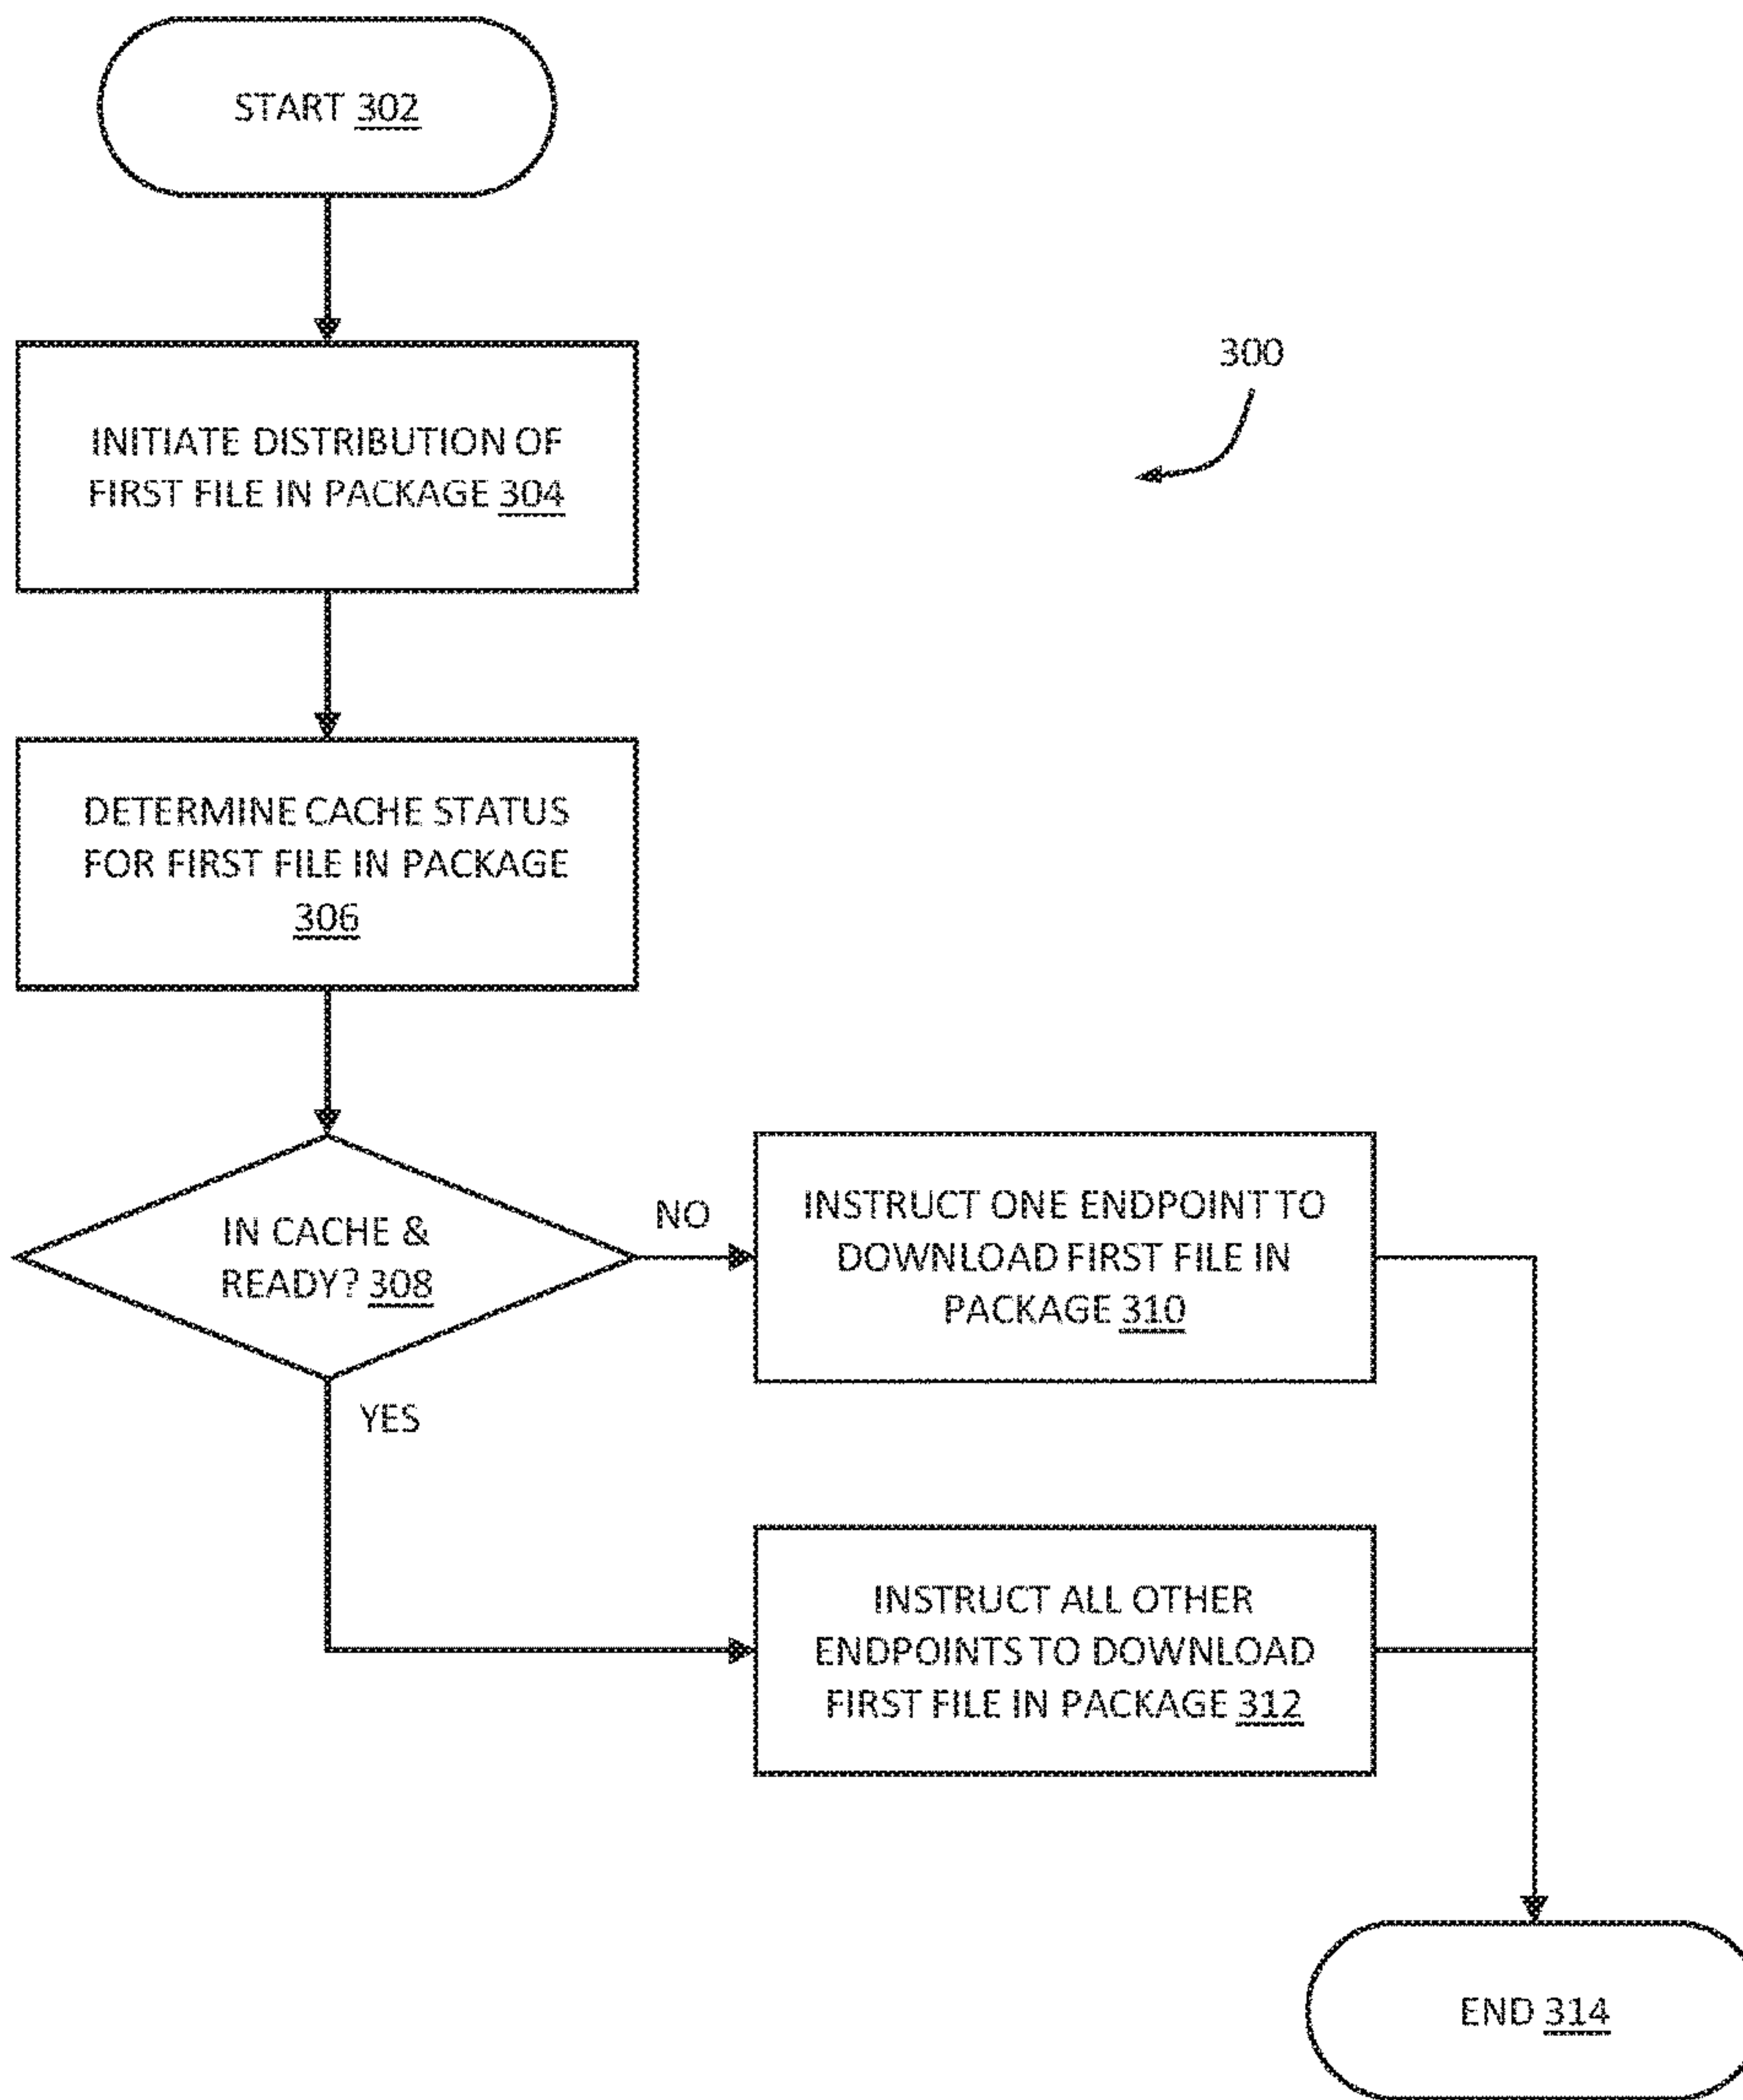 START 302
300
INITIATE DISTRIBUTION OF
FIRST FILE IN PACKAGE 304
DETERMINE CACHE STATUS
FOR FIRST FILE IN PACKAGE
306
IN CACHE &
READY? 308
NO
INSTRUCT ONE ENDPOINT TO
DOWNLOAD FIRST FILE IN
PACKAGE 310
YES
INSTRUCT ALL OTHER
ENDPOINTS TO DOWNLOAD
FIRST FILE IN PACKAGE 312
END 314